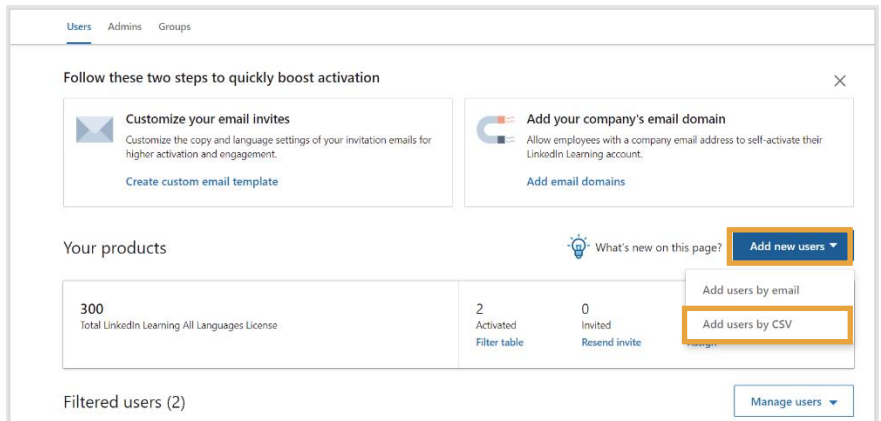 Users Admins Groups
Follow these two steps to quickly boost activation
Customize your email invites
Customize the copy and language settings of your invitation emails for
higher activation and engagement.
Create custom email template
Add your company's email domain
Allow employees with a company email address to self-activate their
LinkedIn Learning account.
Add email domains
Your products
What's new on this page?
Add new users
Add users by email
Add users by CSV
300
Total LinkedIn Learning All Languages License
2
Activated
Filter table
0
Invited
Resend invite
Filtered users (2)
Manage users